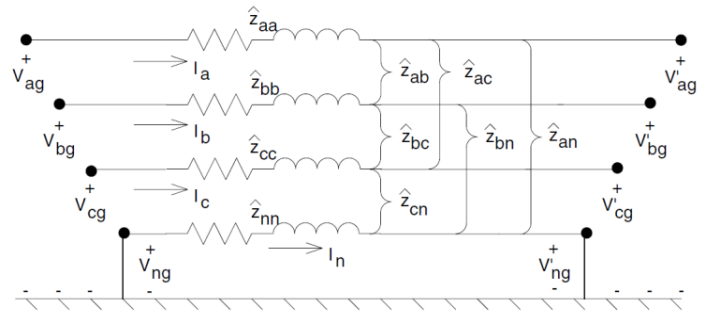 ẑaa
+ Vag
Ia
ẑab
ẑac
+ V'ag
ẑbb
+ Vbg
Ib
ẑbc
ẑbn
ẑan
+ V'bg
ẑcc
+ Vcg
Ic
ẑcn
+ V'cg
ẑnn
+ Vng
In
+ V'ng
- - - - - - - -